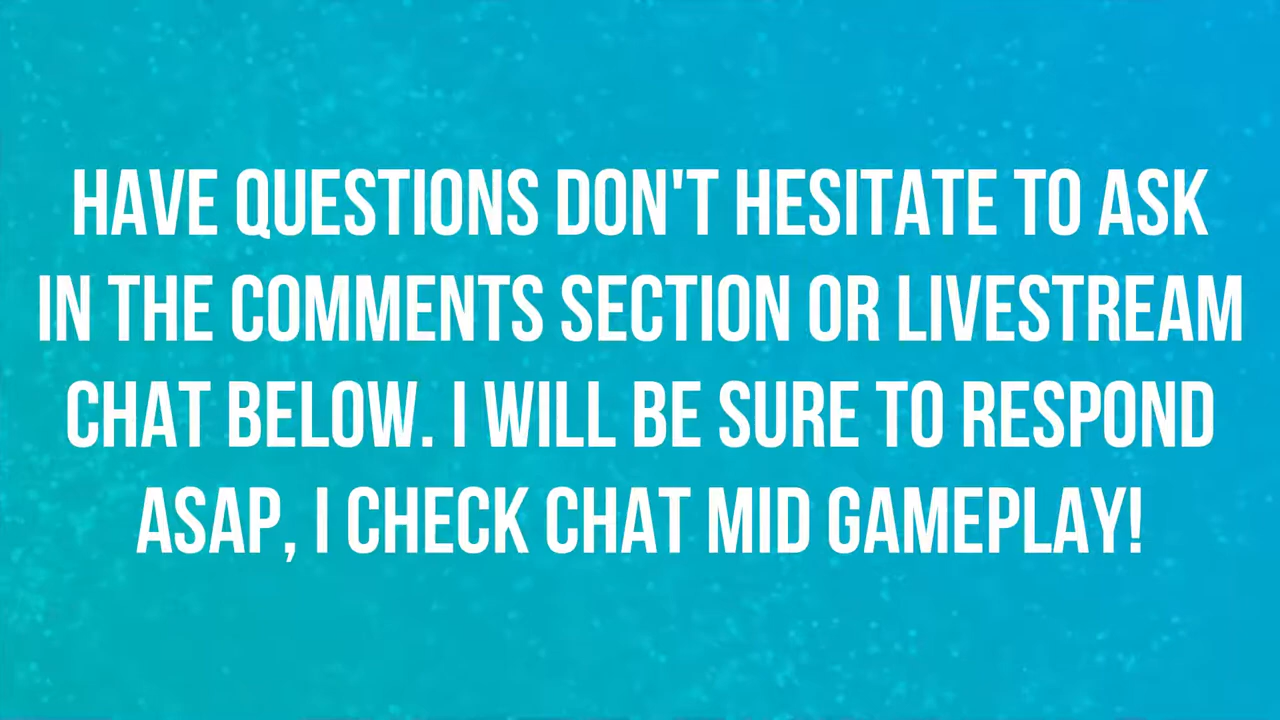 HAVE QUESTIONS DON'T HESITATE TO ASK
IN THE COMMENTS SECTION OR LIVESTREAM
CHAT BELOW. I WILL BE SURE TO RESPOND
ASAP, I CHECK CHAT MID GAMEPLAY!